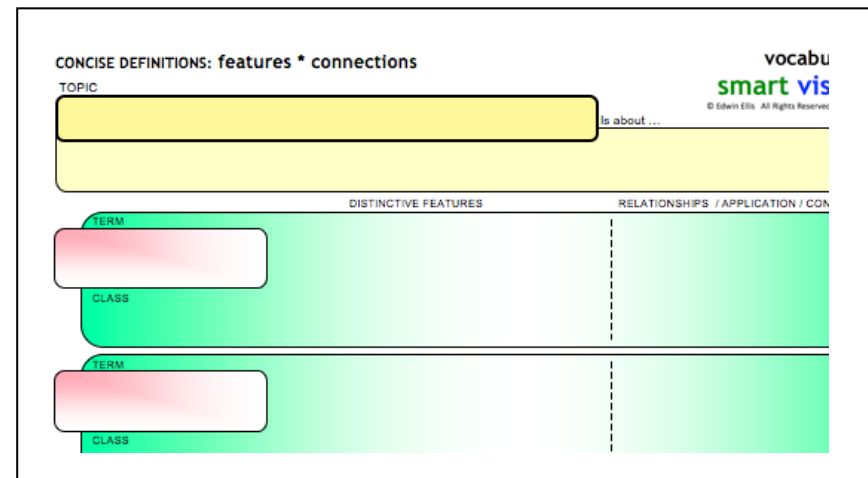 CONCISE DEFINITIONS: features * connections
vocabu
smart vis
© Edwin Ellis All Rights Reserved
TOPIC
Is about ...
DISTINCTIVE FEATURES RELATIONSHIPS / APPLICATION / CON
TERM
CLASS
TERM
CLASS